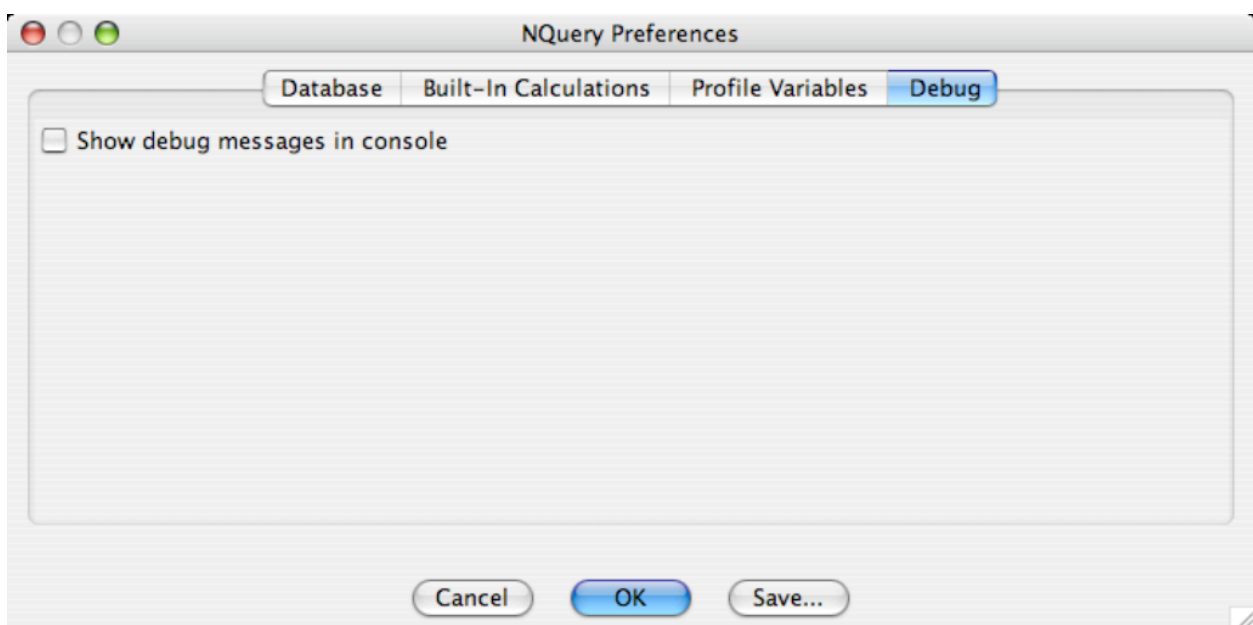 NQuery Preferences
Database Built-In Calculations Profile Variables Debug
Show debug messages in console
Cancel OK Save...